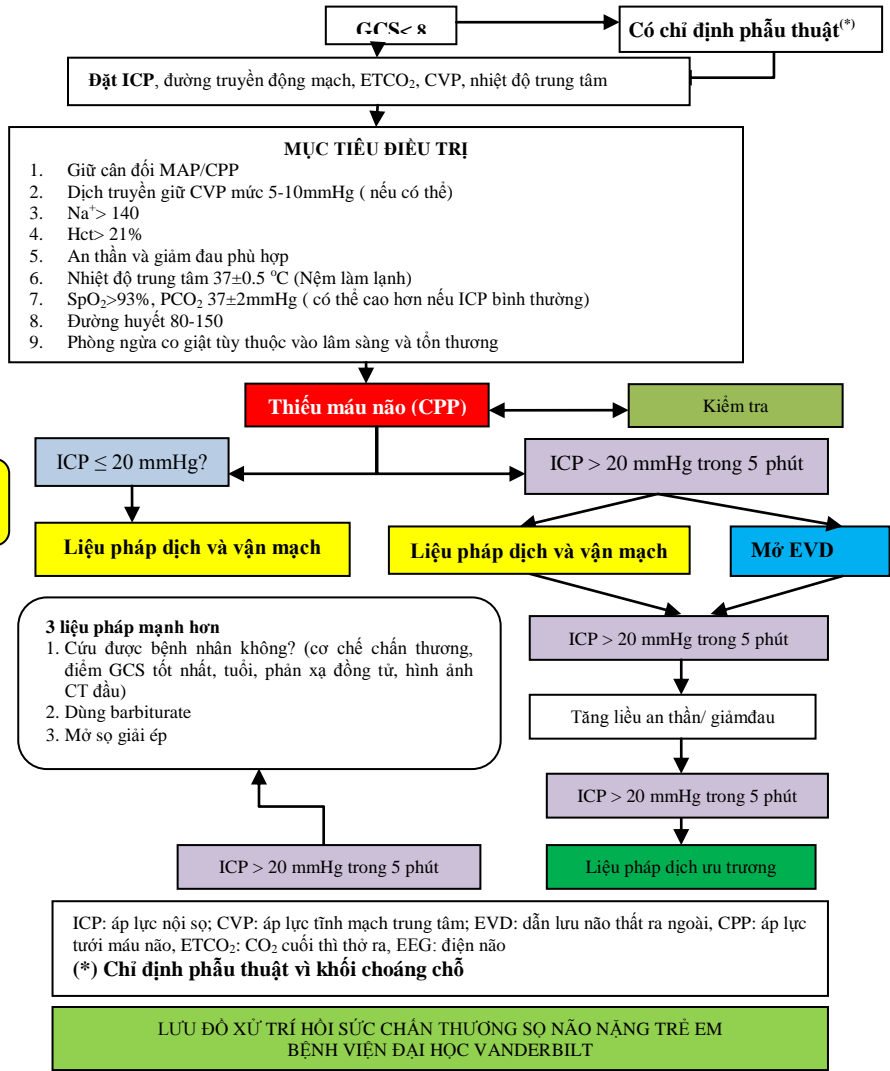 GCS< 8
Có chỉ định phẫu thuật(*)
Đặt ICP, đường truyền động mạch, ETCO₂, CVP, nhiệt độ trung tâm
MỤC TIÊU ĐIỀU TRỊ
1. Giữ cân đối MAP/CPP
2. Dịch truyền giữ CVP mức 5-10mmHg ( nếu có thể)
3. Na⁺> 140
4. Hct> 21%
5. An thần và giảm đau phù hợp
6. Nhiệt độ trung tâm 37±0.5 °C (Nệm làm lạnh)
7. SpO₂>93%, PCO₂ 37±2mmHg ( có thể cao hơn nếu ICP bình thường)
8. Đường huyết 80-150
9. Phòng ngừa co giật tùy thuộc vào lâm sàng và tổn thương
Thiếu máu não (CPP)
Kiểm tra
ICP ≤ 20 mmHg?
ICP > 20 mmHg trong 5 phút
Liệu pháp dịch và vận mạch
Liệu pháp dịch và vận mạch
Mở EVD
3 liệu pháp mạnh hơn
1. Cứu được bệnh nhân không? (cơ chế chấn thương,
điểm GCS tốt nhất, tuổi, phản xạ đồng tử, hình ảnh
CT đầu)
2. Dùng barbiturate
3. Mở sọ giải ép
ICP > 20 mmHg trong 5 phút
Tăng liều an thần/ giảmđau
ICP > 20 mmHg trong 5 phút
ICP > 20 mmHg trong 5 phút
Liệu pháp dịch ưu trương
ICP: áp lực nội sọ; CVP: áp lực tĩnh mạch trung tâm; EVD: dẫn lưu não thất ra ngoài, CPP: áp lực
tưới máu não, ETCO₂: CO₂ cuối thì thở ra, EEG: điện não
(*) Chỉ định phẫu thuật vì khối choáng chỗ
LƯU ĐỒ XỬ TRÍ HỒI SỨC CHẤN THƯƠNG SỌ NÃO NẶNG TRẺ EM
BỆNH VIỆN ĐẠI HỌC VANDERBILT